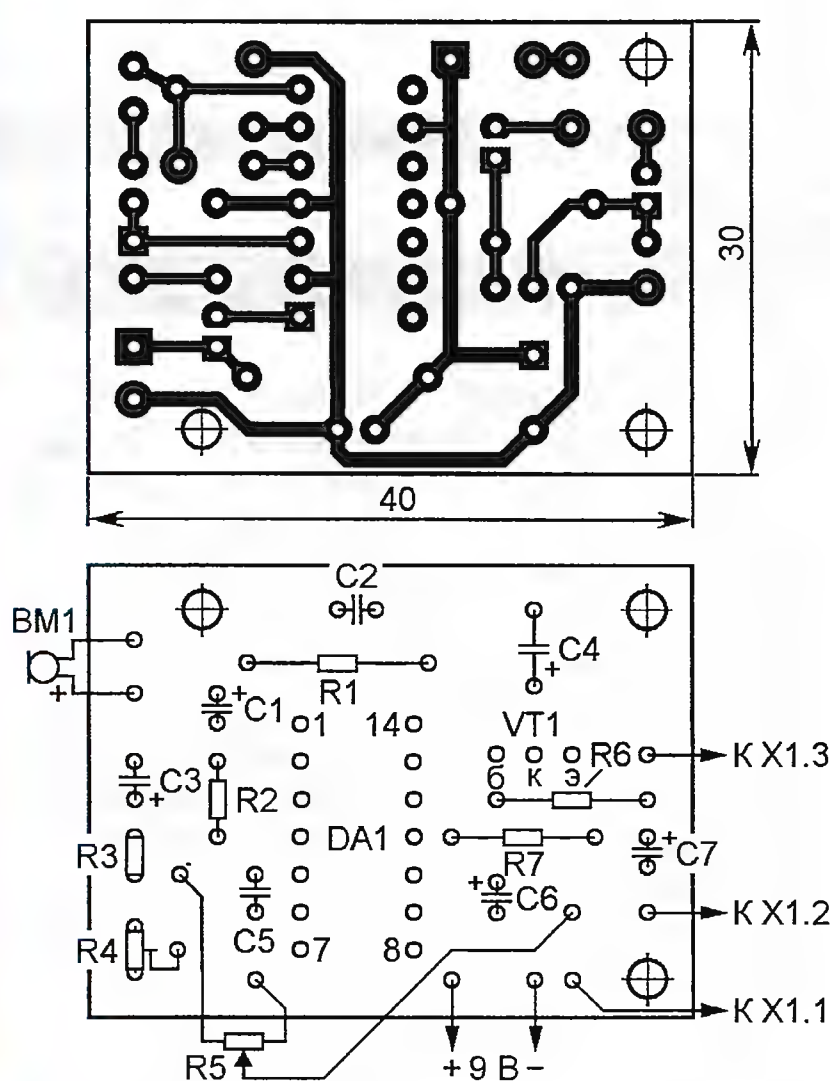 30
40
C2
BM1
+
R1
C4
+
+
C1
1
14
VT1
C3
+
R2
б
к
э
R6
К X1.3
R3
DA1
R7
+
C7
+
C6
C5
К X1.2
R4
7
8
К X1.1
R5
+ 9 В −